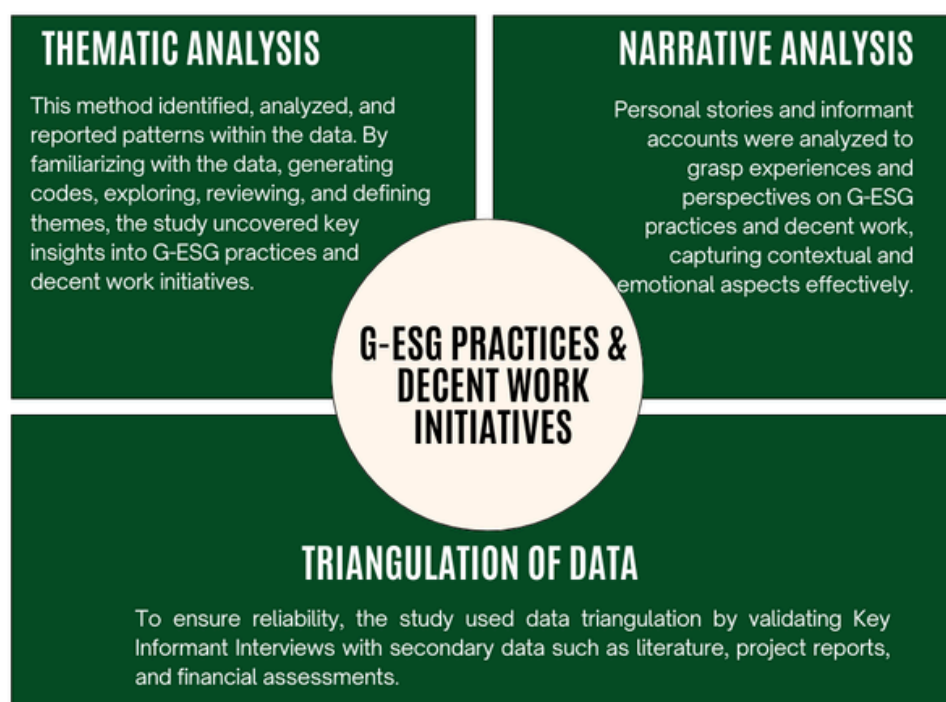 THEMATIC ANALYSIS
This method identified, analyzed, and
reported patterns within the data. By
familiarizing with the data, generating
codes, exploring, reviewing, and defining
themes, the study uncovered key
insights into G-ESG practices and
decent work initiatives.
NARRATIVE ANALYSIS
Personal stories and informant
accounts were analyzed to
grasp experiences and
perspectives on G-ESG
practices and decent work,
capturing contextual and
emotional aspects effectively.
G-ESG PRACTICES &
DECENT WORK
INITIATIVES
TRIANGULATION OF DATA
To ensure reliability, the study used data triangulation by validating Key
Informant Interviews with secondary data such as literature, project reports,
and financial assessments.